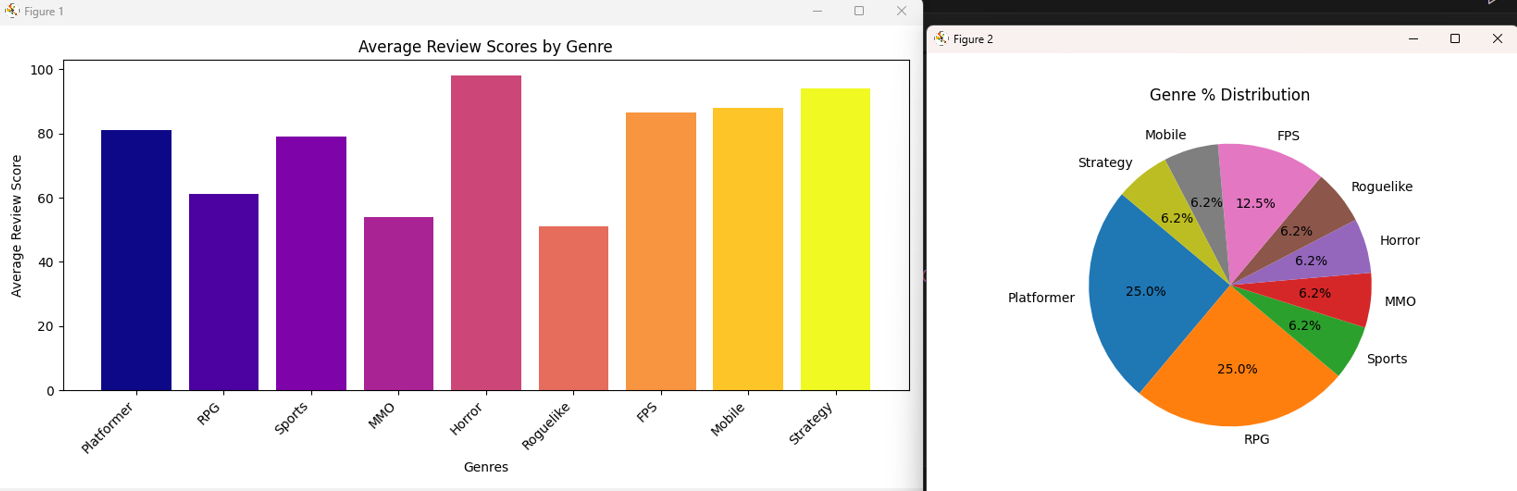 Figure 1
Average Review Scores by Genre
100
80
60
40
20
0
Average Review Score
Platformer
RPG
Sports
MMO
Horror
Roguelike
FPS
Mobile
Strategy
Genres
Figure 2
Genre % Distribution
Mobile
FPS
Strategy
Roguelike
6.2%
12.5%
6.2%
6.2%
Horror
6.2%
Platformer
25.0%
6.2%
MMO
6.2%
Sports
25.0%
RPG